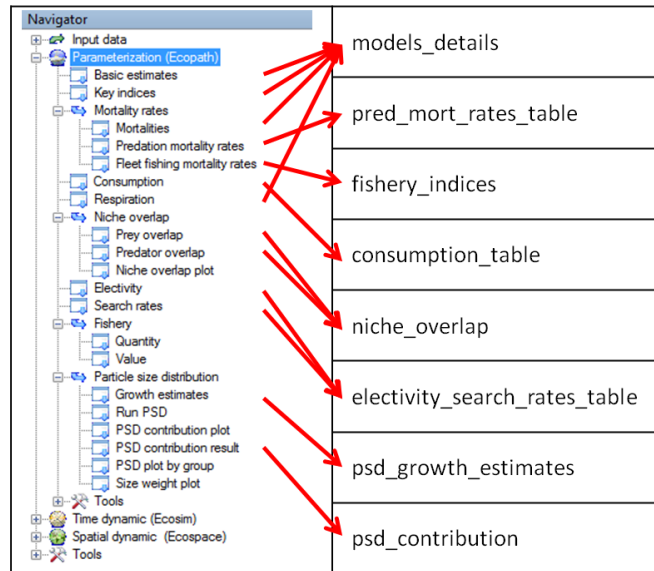 Navigator
Input data
Parameterization (Ecopath)
Basic estimates
Key indices
Mortality rates
Mortalities
Predation mortality rates
Fleet fishing mortality rates
Consumption
Respiration
Niche overlap
Prey overlap
Predator overlap
Niche overlap plot
Electivity
Search rates
Fishery
Quantity
Value
Particle size distribution
Growth estimates
Run PSD
PSD contribution plot
PSD contribution result
PSD plot by group
Size weight plot
Tools
Time dynamic (Ecosim)
Spatial dynamic (Ecospace)
Tools
models_details
pred_mort_rates_table
fishery_indices
consumption_table
niche_overlap
electivity_search_rates_table
psd_growth_estimates
psd_contribution